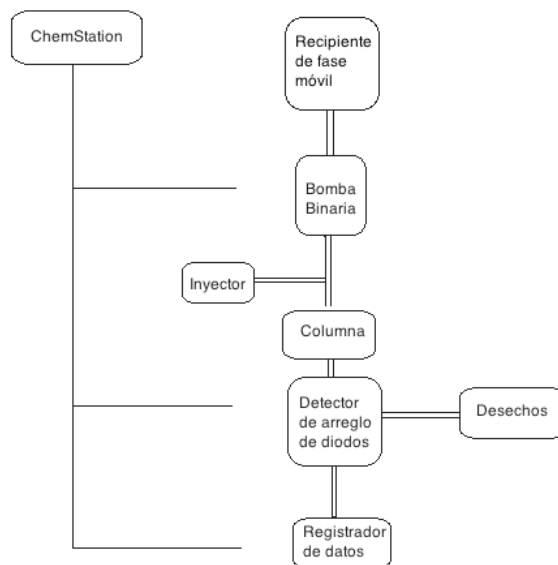 ChemStation
Recipiente
de fase
móvil
Bomba
Binaria
Inyector
Columna
Detector
de arreglo
de diodos
Desechos
Registrador
de datos